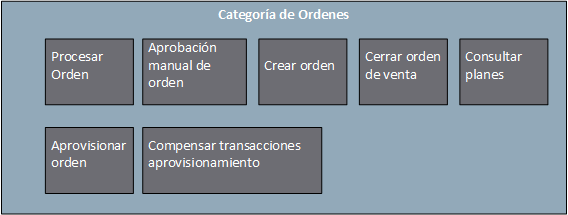 Categoría de Ordenes
Procesar
Orden
Aprobación
manual de
orden
Crear orden
Cerrar orden
de venta
Consultar
planes
Aprovisionar
orden
Compensar transacciones
aprovisionamiento